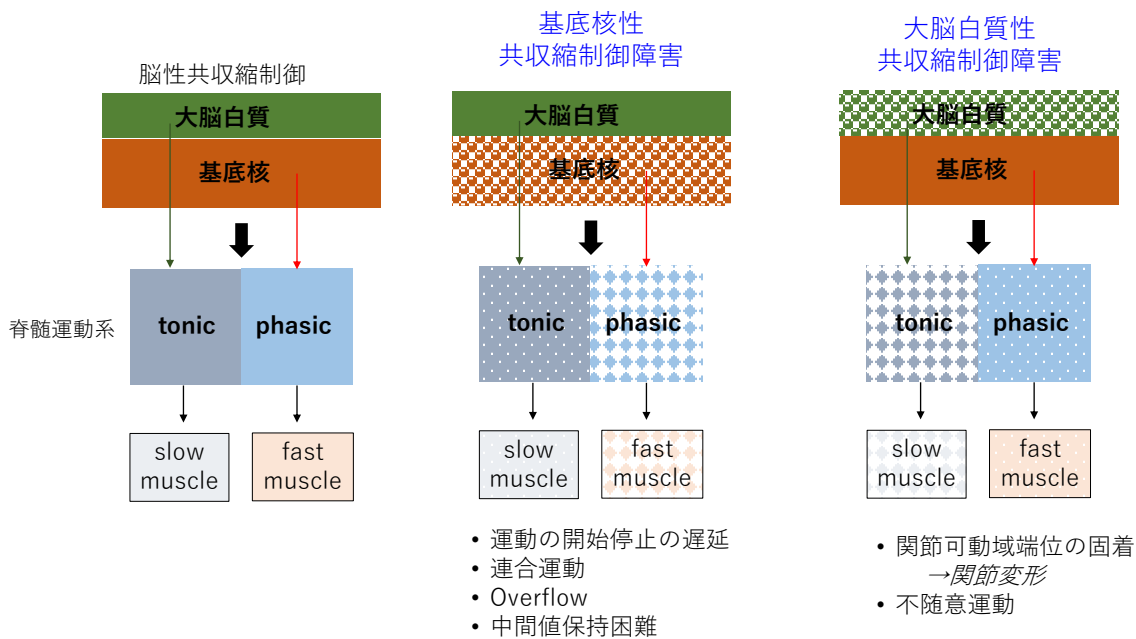 脳性共収縮制御
大脳白質
基底核
脊髄運動系
tonic
phasic
slow
muscle
fast
muscle
基底核性
共収縮制御障害
大脳白質
基底核
tonic
phasic
slow
muscle
fast
muscle
• 運動の開始停止の遅延
• 連合運動
• Overflow
• 中間値保持困難
大脳白質性
共収縮制御障害
大脳白質
基底核
tonic
phasic
slow
muscle
fast
muscle
• 関節可動域端位の固着
→関節変形
• 不随意運動